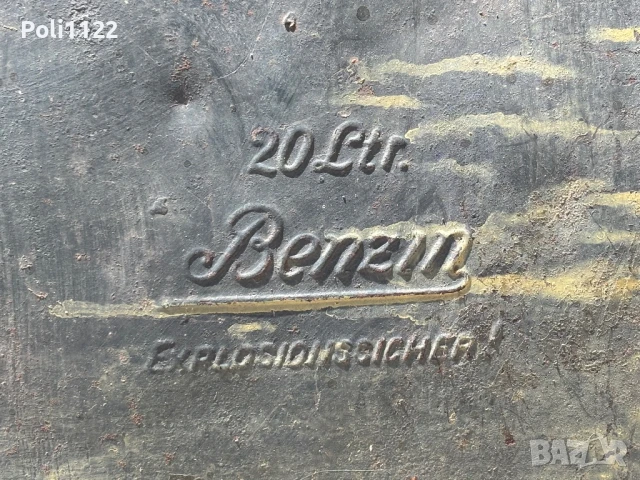 Poli1122
20 Ltr.
Benzin
EXPLOSIONSSICHER!
BAZAR